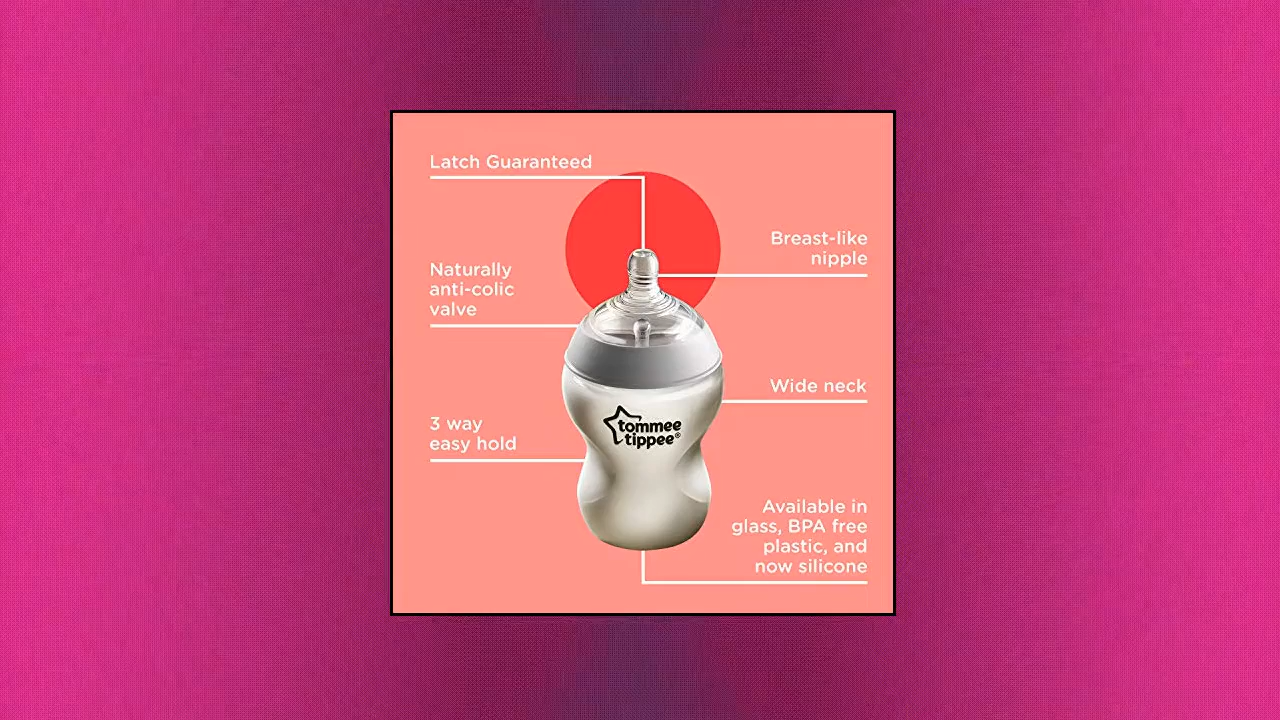 Latch Guaranteed
Breast-like
nipple
Naturally
anti-colic
valve
Wide neck
3 way
easy hold
tommee
tippee®
Available in
glass, BPA free
plastic, and
now silicone